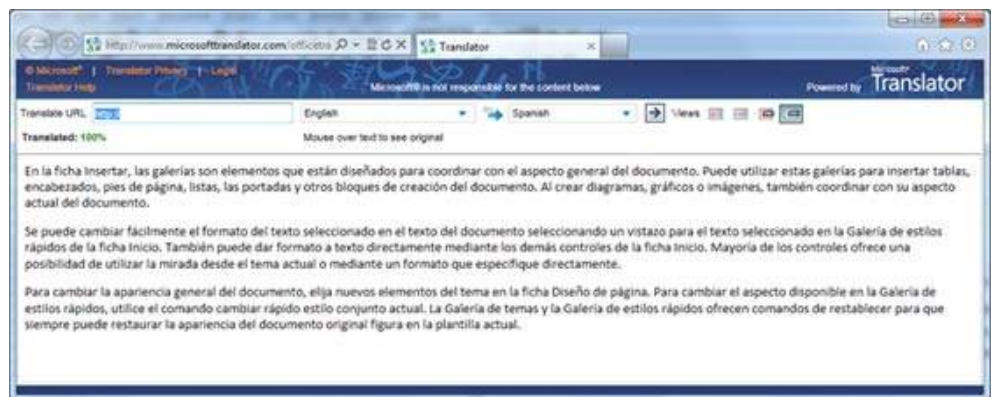 http://www.microsofttranslator.com/officetra
Translator
© Microsoft® | Translator Privacy | Legal
Translator Help
Microsoft® is not responsible for the content below
Powered by
Microsoft®
Translator
Translate URL http:// English Spanish Views
Translated: 100% Mouse over text to see original
En la ficha Insertar, las galerías son elementos que están diseñados para coordinar con el aspecto general del documento. Puede utilizar estas galerías para insertar tablas,
encabezados, pies de página, listas, las portadas y otros bloques de creación del documento. Al crear diagramas, gráficos o imágenes, también coordinar con su aspecto
actual del documento.
Se puede cambiar fácilmente el formato del texto seleccionado en el texto del documento seleccionando un vistazo para el texto seleccionado en la Galería de estilos
rápidos de la ficha Inicio. También puede dar formato a texto directamente mediante los demás controles de la ficha Inicio. Mayoría de los controles ofrece una
posibilidad de utilizar la mirada desde el tema actual o mediante un formato que especifique directamente.
Para cambiar la apariencia general del documento, elija nuevos elementos del tema en la ficha Diseño de página. Para cambiar el aspecto disponible en la Galería de
estilos rápidos, utilice el comando cambiar rápido estilo conjunto actual. La Galería de temas y la Galería de estilos rápidos ofrecen comandos de restablecer para que
siempre puede restaurar la apariencia del documento original figura en la plantilla actual.